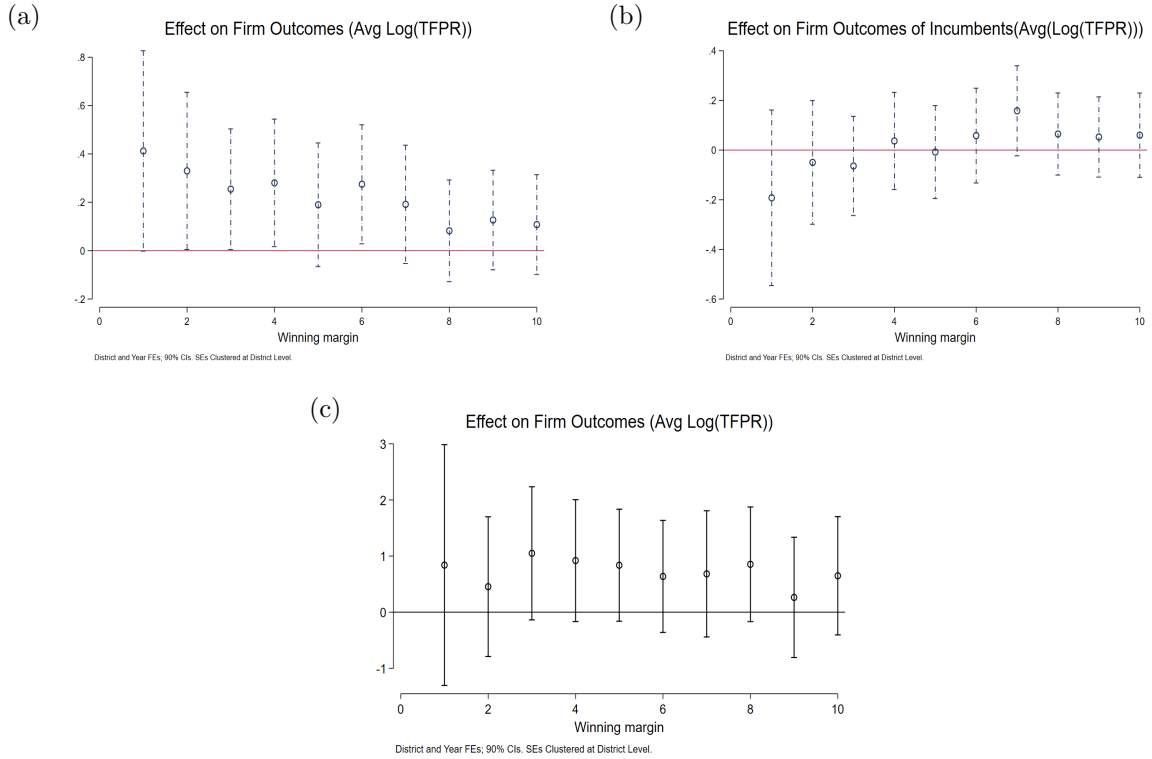 (a)
Effect on Firm Outcomes (Avg Log(TFPR))
.8
.6
.4
.2
0
-.2
0 2 4 6 8 10
Winning margin
District and Year FEs; 90% CIs. SEs Clustered at District Level.
(b)
Effect on Firm Outcomes of Incumbents(Avg(Log(TFPR)))
.4
.2
0
-.2
-.4
-.6
0 2 4 6 8 10
Winning margin
District and Year FEs; 90% CIs. SEs Clustered at District Level.
(c)
Effect on Firm Outcomes (Avg Log(TFPR))
3
2
1
0
-1
0 2 4 6 8 10
Winning margin
District and Year FEs; 90% CIs. SEs Clustered at District Level.